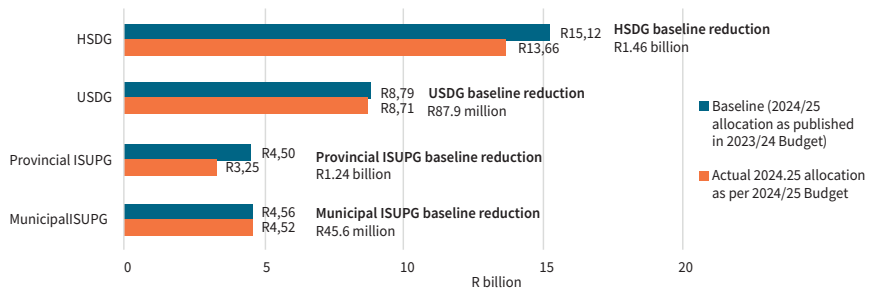 HSDG
R15,12
R13,66
HSDG baseline reduction
R1.46 billion
USDG
R8,79
R8,71
USDG baseline reduction
R87.9 million
Provincial ISUPG
R4,50
R3,25
Provincial ISUPG baseline reduction
R1.24 billion
MunicipalISUPG
R4,56
R4,52
Municipal ISUPG baseline reduction
R45.6 million
Baseline (2024/25
allocation as published
in 2023/24 Budget)
Actual 2024.25 allocation
as per 2024/25 Budget
0 5 10 15 20
R billion